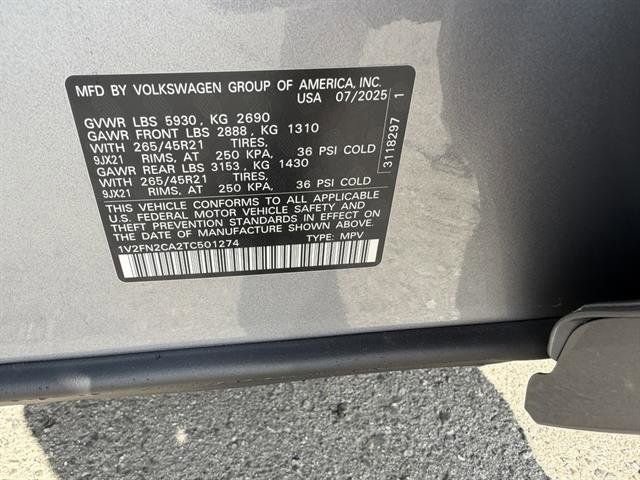 MFD BY VOLKSWAGEN GROUP OF AMERICA, INC.
USA 07/2025
GVWR LBS 5930, KG 2690
GAWR FRONT LBS 2888, KG 1310
WITH 265/45R21 TIRES,
9JX21 RIMS, AT 250 KPA, 36 PSI COLD
GAWR REAR LBS 3153, KG 1430
WITH 265/45R21 TIRES,
9JX21 RIMS, AT 250 KPA, 36 PSI COLD
THIS VEHICLE CONFORMS TO ALL APPLICABLE
U.S. FEDERAL MOTOR VEHICLE SAFETY AND
THEFT PREVENTION STANDARDS IN EFFECT ON
THE DATE OF MANUFACTURE SHOWN ABOVE.
1V2FN2CA2TC501274 TYPE: MPV
3118297 1